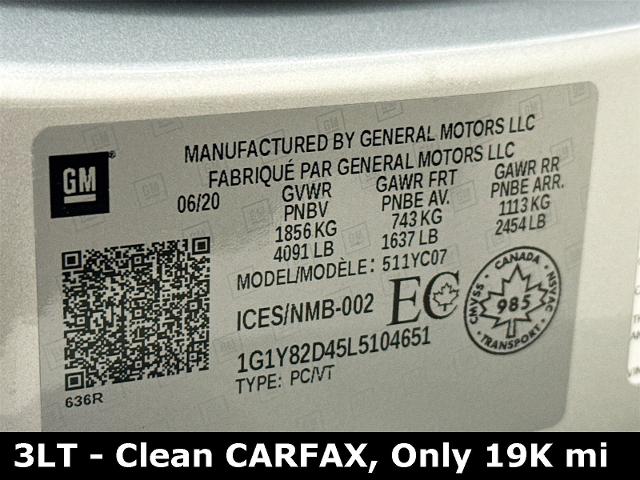 GM
MANUFACTURED BY GENERAL MOTORS LLC
FABRIQUÉ PAR GENERAL MOTORS LLC
06/20 GVWR GAWR FRT GAWR RR
PNBV PNBE AV. PNBE ARR.
1856 KG 743 KG 1113 KG
4091 LB 1637 LB 2454 LB
MODEL/MODÈLE: 511YC07
ICES/NMB-002 EC
CANADA
CMVSS NSVAC
985
TRANSPORT
1G1Y82D45L5104651
TYPE: PC/VT
636R
3LT - Clean CARFAX, Only 19K mi